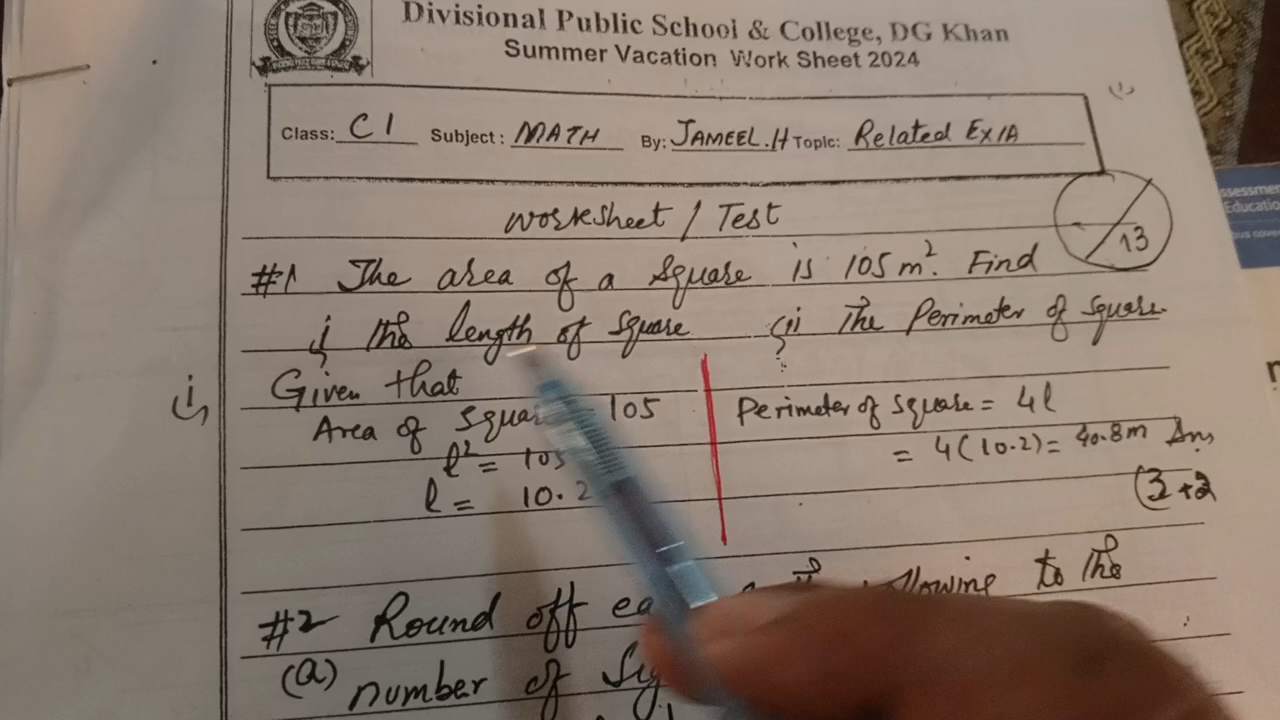 Divisional Public School & College, DG Khan
Summer Vacation Work Sheet 2024
Class: C1 Subject: MATH By: JAMEEL.H Topic: Related Ex1A
Worksheet / Test
13
#1 The area of a square is 105 m². Find
i the length of square (ii The Perimeter of square.
i) Given that
Area of squar 105
l² = 105
l = 10.2
Perimeter of square = 4l
= 4(10.2) = 40.8m Ans
(3+2
#2 Round off the
following to the
(a) number of